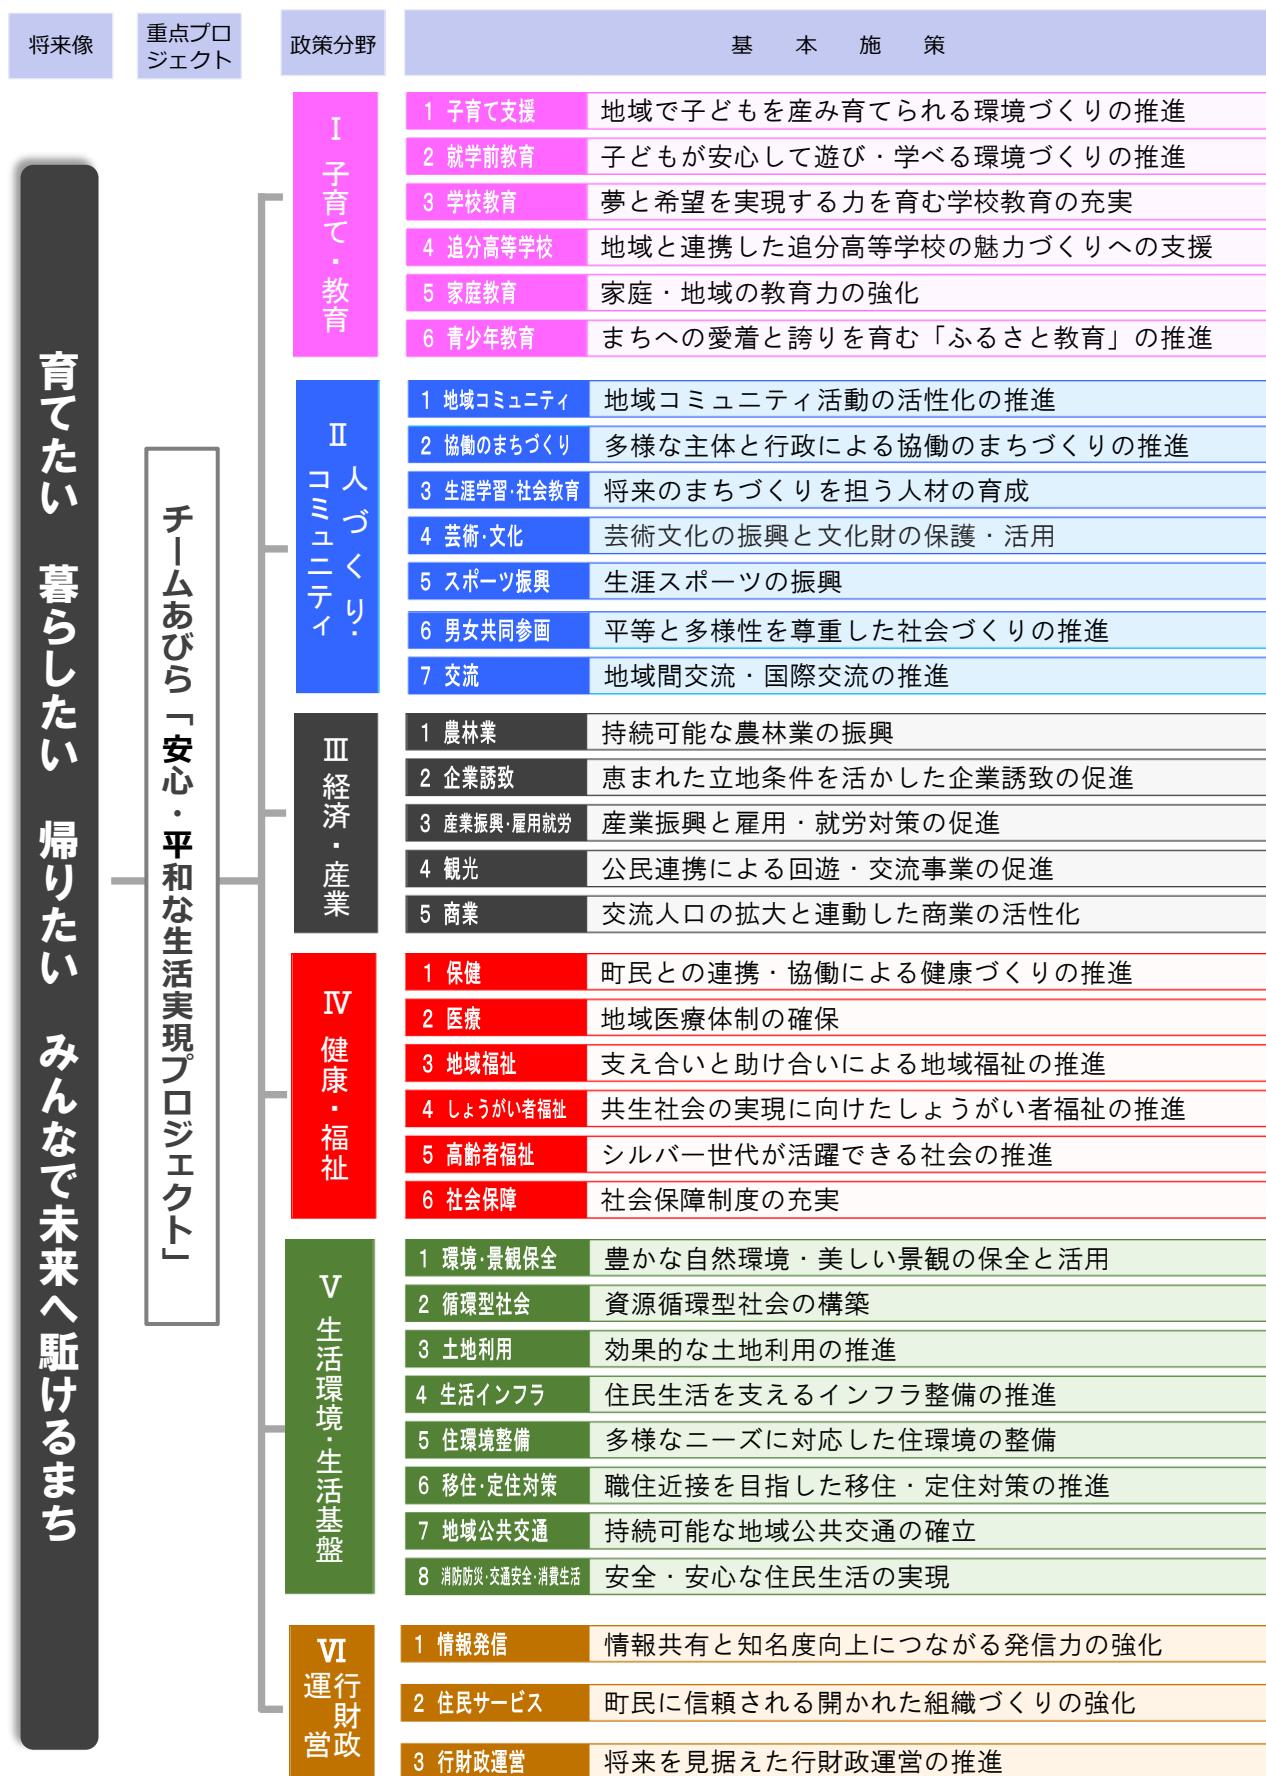 将来像
重点プロ
ジェクト
政策分野
基本施策
育てたい 暮らしたい 帰りたい みんなで未来へ駈けるまち
チームあびら「安心・平和な生活実現プロジェクト」
Ⅰ 子育て・教育
1 子育て支援 地域で子どもを産み育てられる環境づくりの推進
2 就学前教育 子どもが安心して遊び・学べる環境づくりの推進
3 学校教育 夢と希望を実現する力を育む学校教育の充実
4 追分高等学校 地域と連携した追分高等学校の魅力づくりへの支援
5 家庭教育 家庭・地域の教育力の強化
6 青少年教育 まちへの愛着と誇りを育む「ふるさと教育」の推進
Ⅱ
人づくり・
コミュニティ
1 地域コミュニティ 地域コミュニティ活動の活性化の推進
2 協働のまちづくり 多様な主体と行政による協働のまちづくりの推進
3 生涯学習・社会教育 将来のまちづくりを担う人材の育成
4 芸術・文化 芸術文化の振興と文化財の保護・活用
5 スポーツ振興 生涯スポーツの振興
6 男女共同参画 平等と多様性を尊重した社会づくりの推進
7 交流 地域間交流・国際交流の推進
Ⅲ 経済・産業
1 農林業 持続可能な農林業の振興
2 企業誘致 恵まれた立地条件を活かした企業誘致の促進
3 産業振興・雇用就労 産業振興と雇用・就労対策の促進
4 観光 公民連携による回遊・交流事業の促進
5 商業 交流人口の拡大と連動した商業の活性化
Ⅳ 健康・福祉
1 保健 町民との連携・協働による健康づくりの推進
2 医療 地域医療体制の確保
3 地域福祉 支え合いと助け合いによる地域福祉の推進
4 しょうがい者福祉 共生社会の実現に向けたしょうがい者福祉の推進
5 高齢者福祉 シルバー世代が活躍できる社会の推進
6 社会保障 社会保障制度の充実
Ⅴ 生活環境・生活基盤
1 環境・景観保全 豊かな自然環境・美しい景観の保全と活用
2 循環型社会 資源循環型社会の構築
3 土地利用 効果的な土地利用の推進
4 生活インフラ 住民生活を支えるインフラ整備の推進
5 住環境整備 多様なニーズに対応した住環境の整備
6 移住・定住対策 職住近接を目指した移住・定住対策の推進
7 地域公共交通 持続可能な地域公共交通の確立
8 消防防災・交通安全・消費生活 安全・安心な住民生活の実現
Ⅵ
行財政
運営
1 情報発信 情報共有と知名度向上につながる発信力の強化
2 住民サービス 町民に信頼される開かれた組織づくりの強化
3 行財政運営 将来を見据えた行財政運営の推進